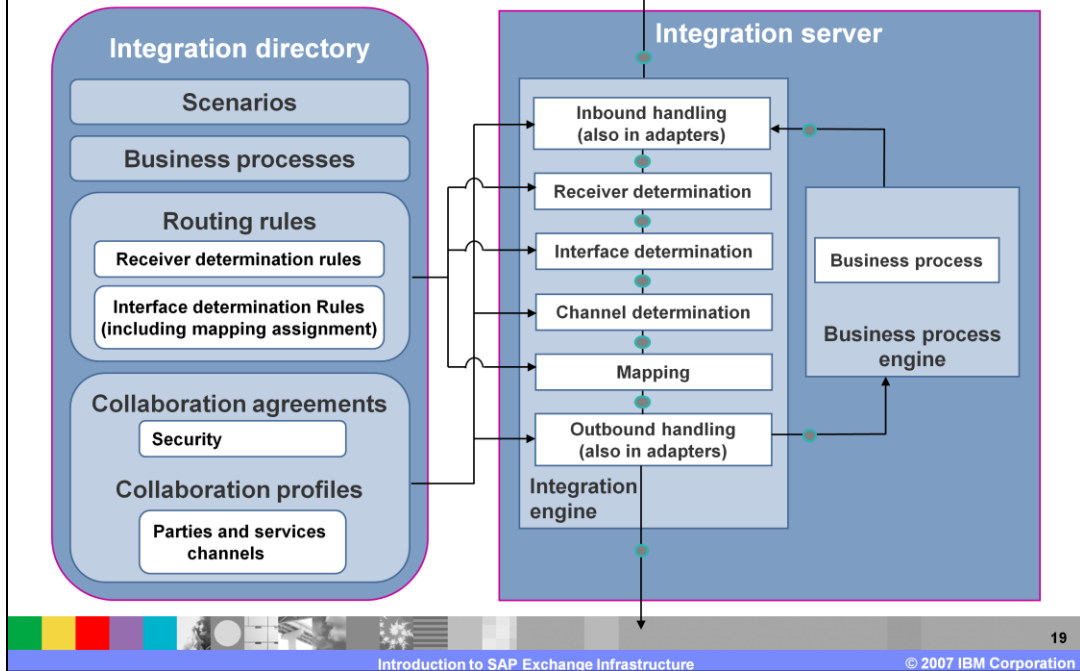 Integration directory
Scenarios
Business processes
Routing rules
Receiver determination rules
Interface determination Rules
(including mapping assignment)
Collaboration agreements
Security
Collaboration profiles
Parties and services
channels
Integration server
Inbound handling
(also in adapters)
Receiver determination
Interface determination
Channel determination
Mapping
Outbound handling
(also in adapters)
Integration
engine
Business process
Business process
engine
19
Introduction to SAP Exchange Infrastructure
© 2007 IBM Corporation